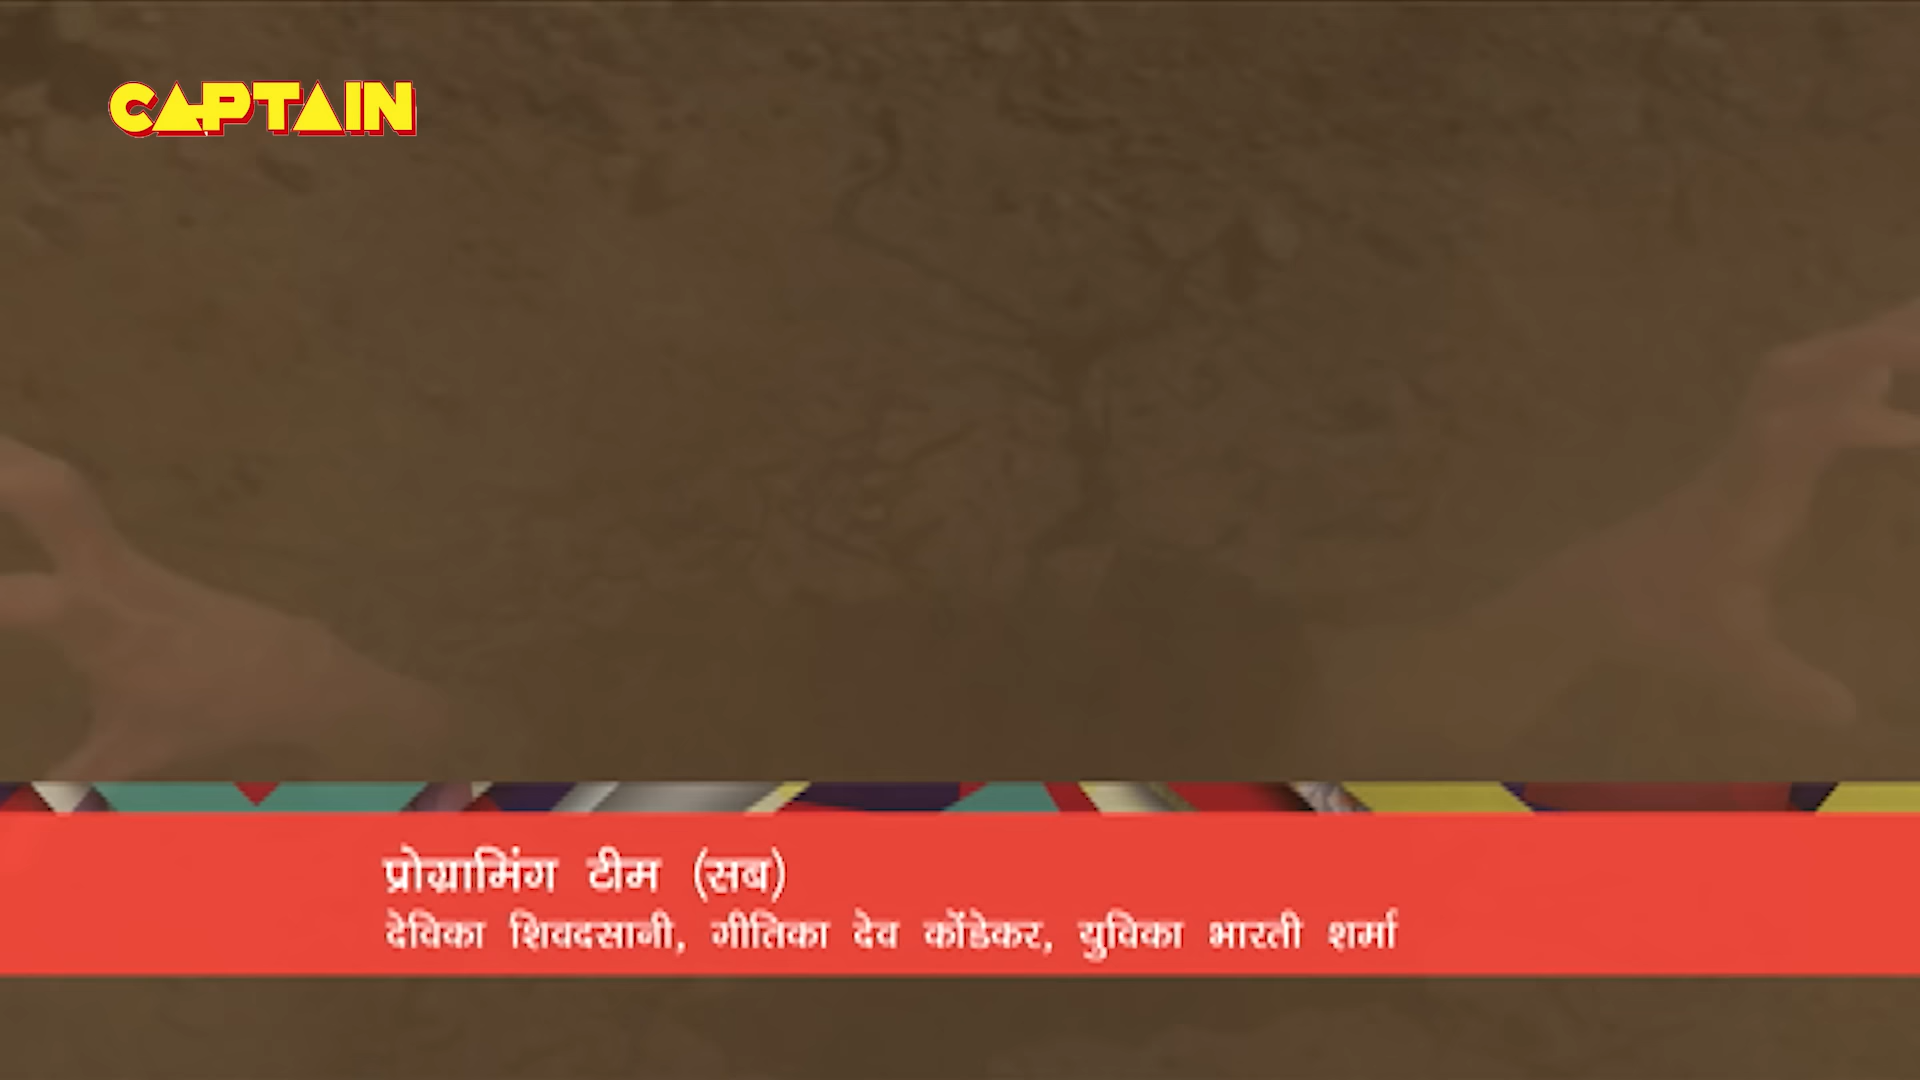 CAPTAIN
प्रोग्रामिंग टीम (सब)
देविका शिवदसानी, गीतिका देव कोंडेकर, युविका भारती शर्मा